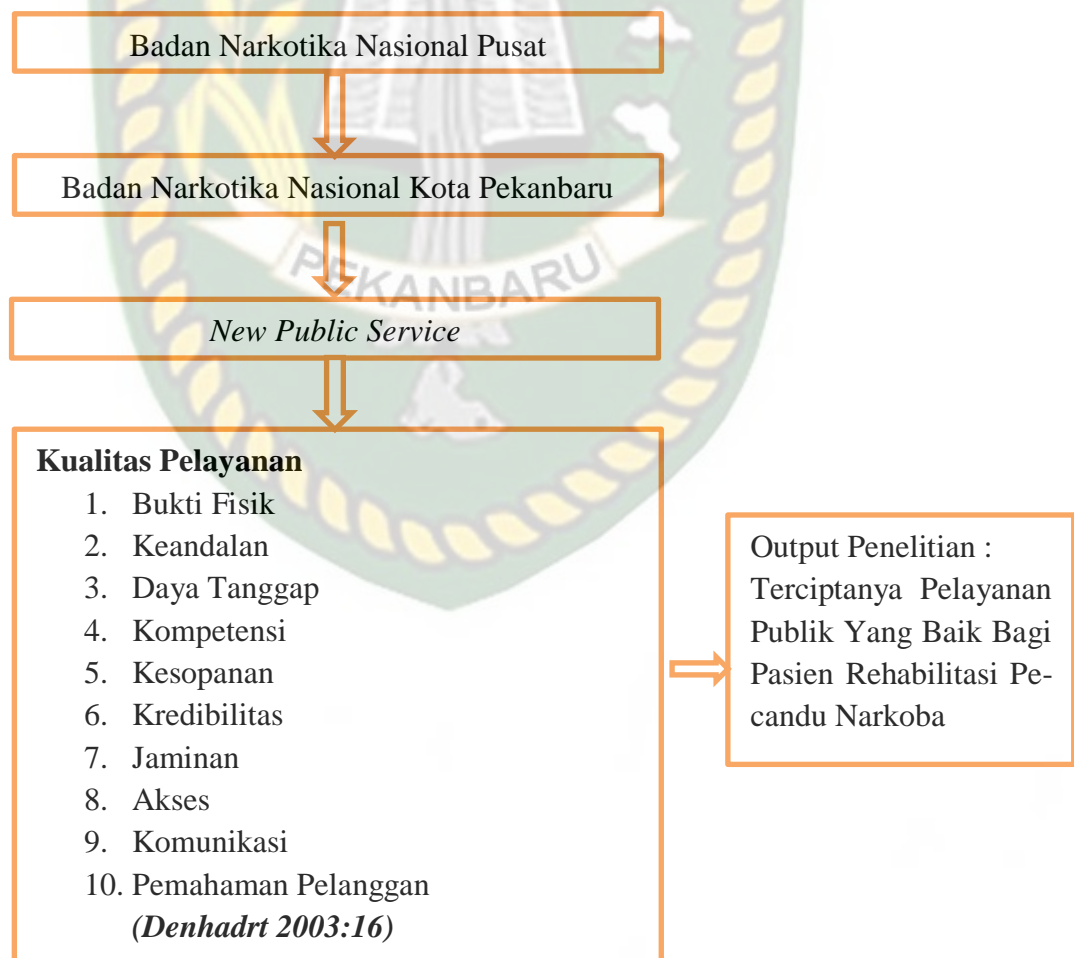 Badan Narkotika Nasional Pusat
Badan Narkotika Nasional Kota Pekanbaru
PEKANBARU
New Public Service
Kualitas Pelayanan
1. Bukti Fisik
2. Keandalan
3. Daya Tanggap
4. Kompetensi
5. Kesopanan
6. Kredibilitas
7. Jaminan
8. Akses
9. Komunikasi
10. Pemahaman Pelanggan
(Denhadrt 2003:16)
Output Penelitian :
Terciptanya Pelayanan
Publik Yang Baik Bagi
Pasien Rehabilitasi Pe-
candu Narkoba